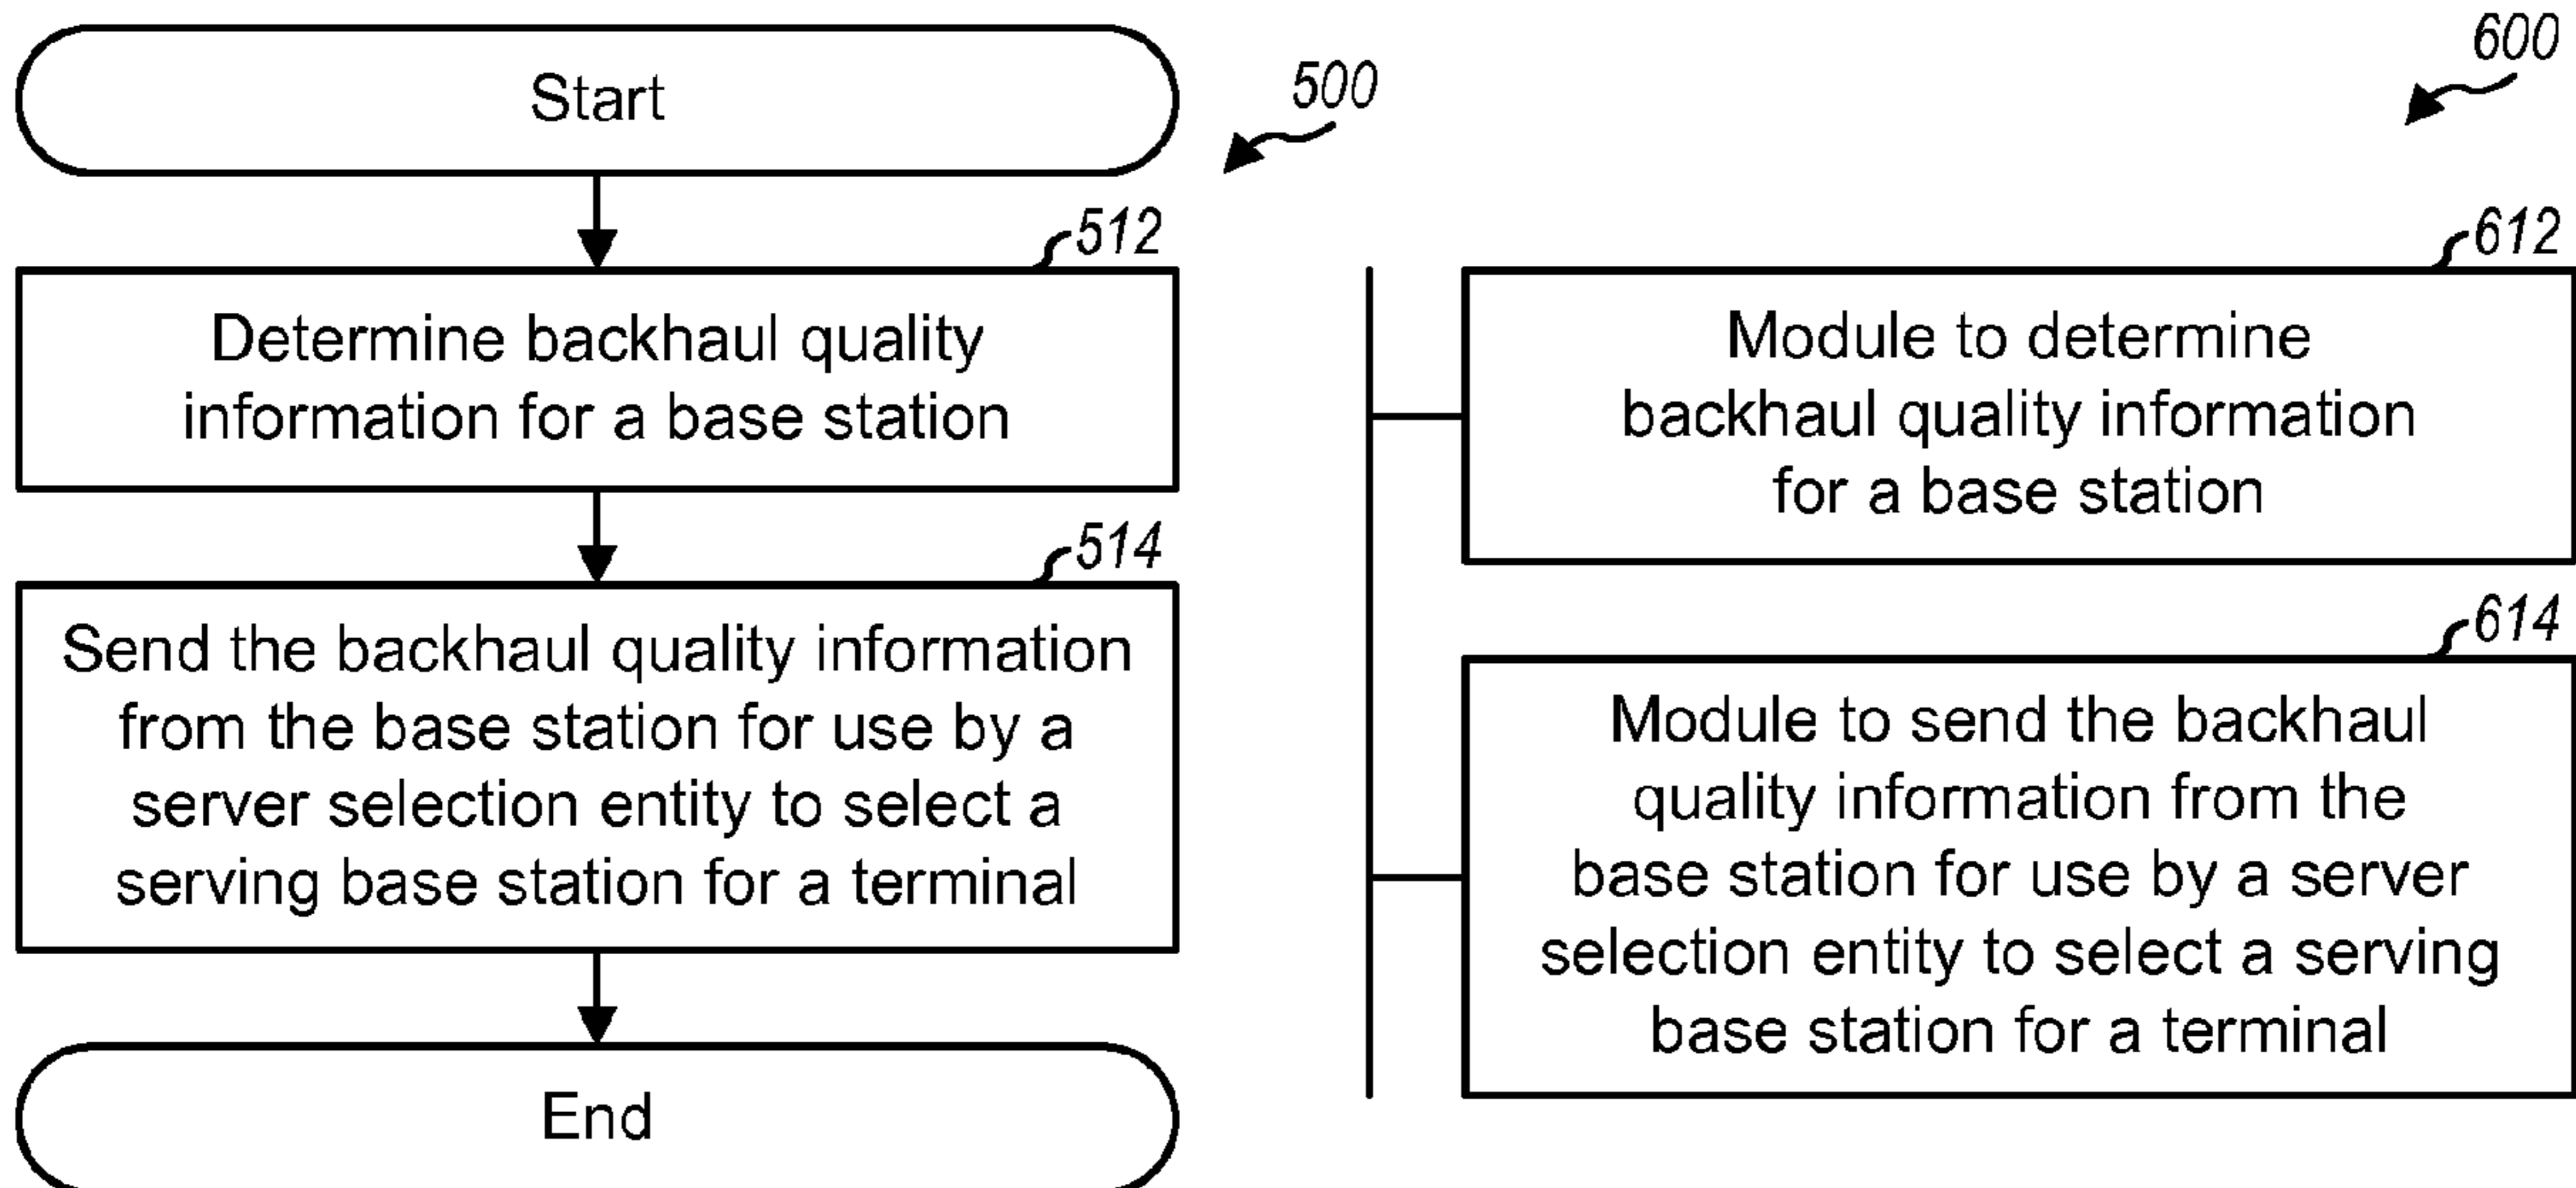 Start
500
512
Determine backhaul quality
information for a base station
514
Send the backhaul quality information
from the base station for use by a
server selection entity to select a
serving base station for a terminal
End
600
612
Module to determine
backhaul quality information
for a base station
614
Module to send the backhaul
quality information from the
base station for use by a server
selection entity to select a serving
base station for a terminal